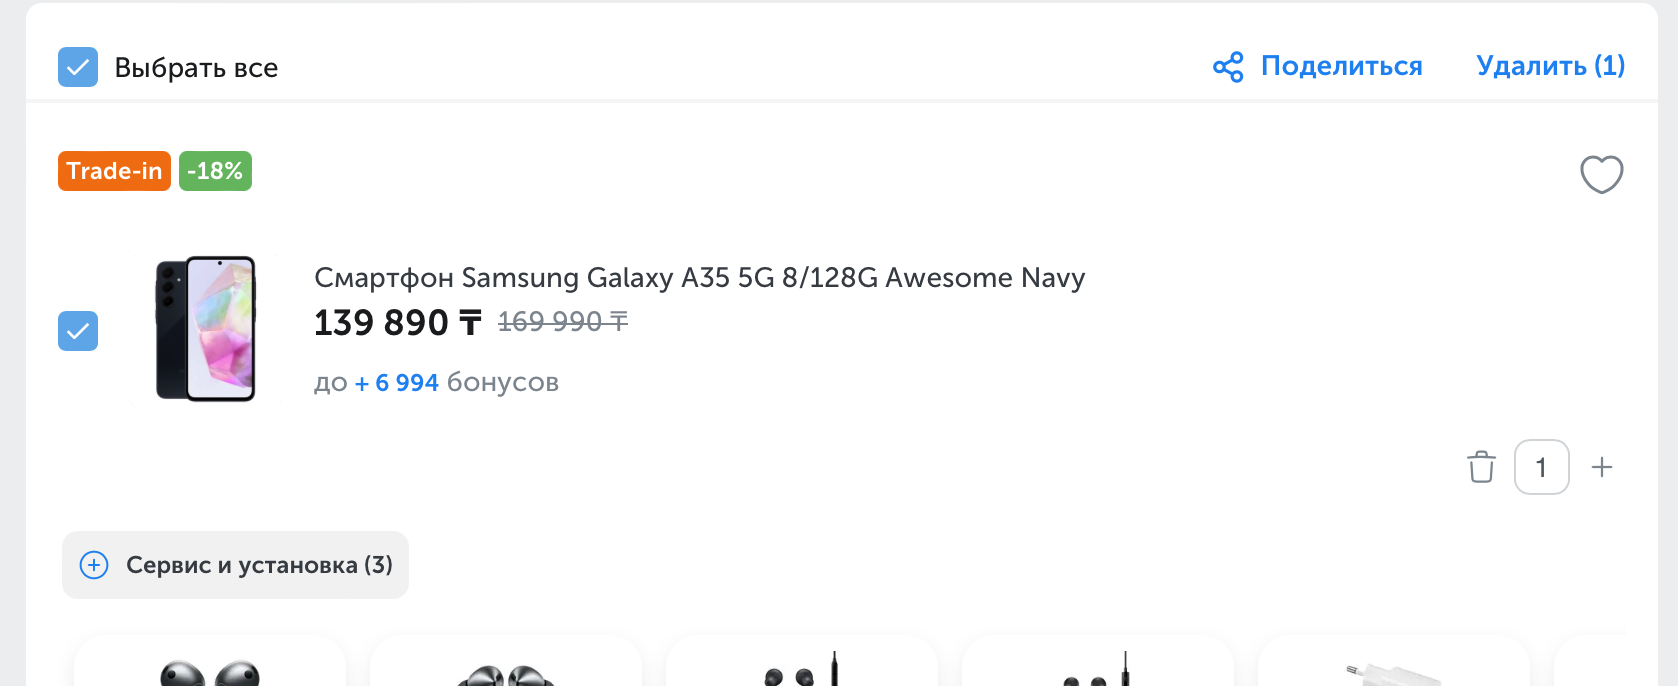 Выбрать все
Поделиться
Удалить (1)
Trade-in -18%
Смартфон Samsung Galaxy A35 5G 8/128G Awesome Navy
139 890 ₸ 169 990 ₸
до + 6 994 бонусов
1
Сервис и установка (3)